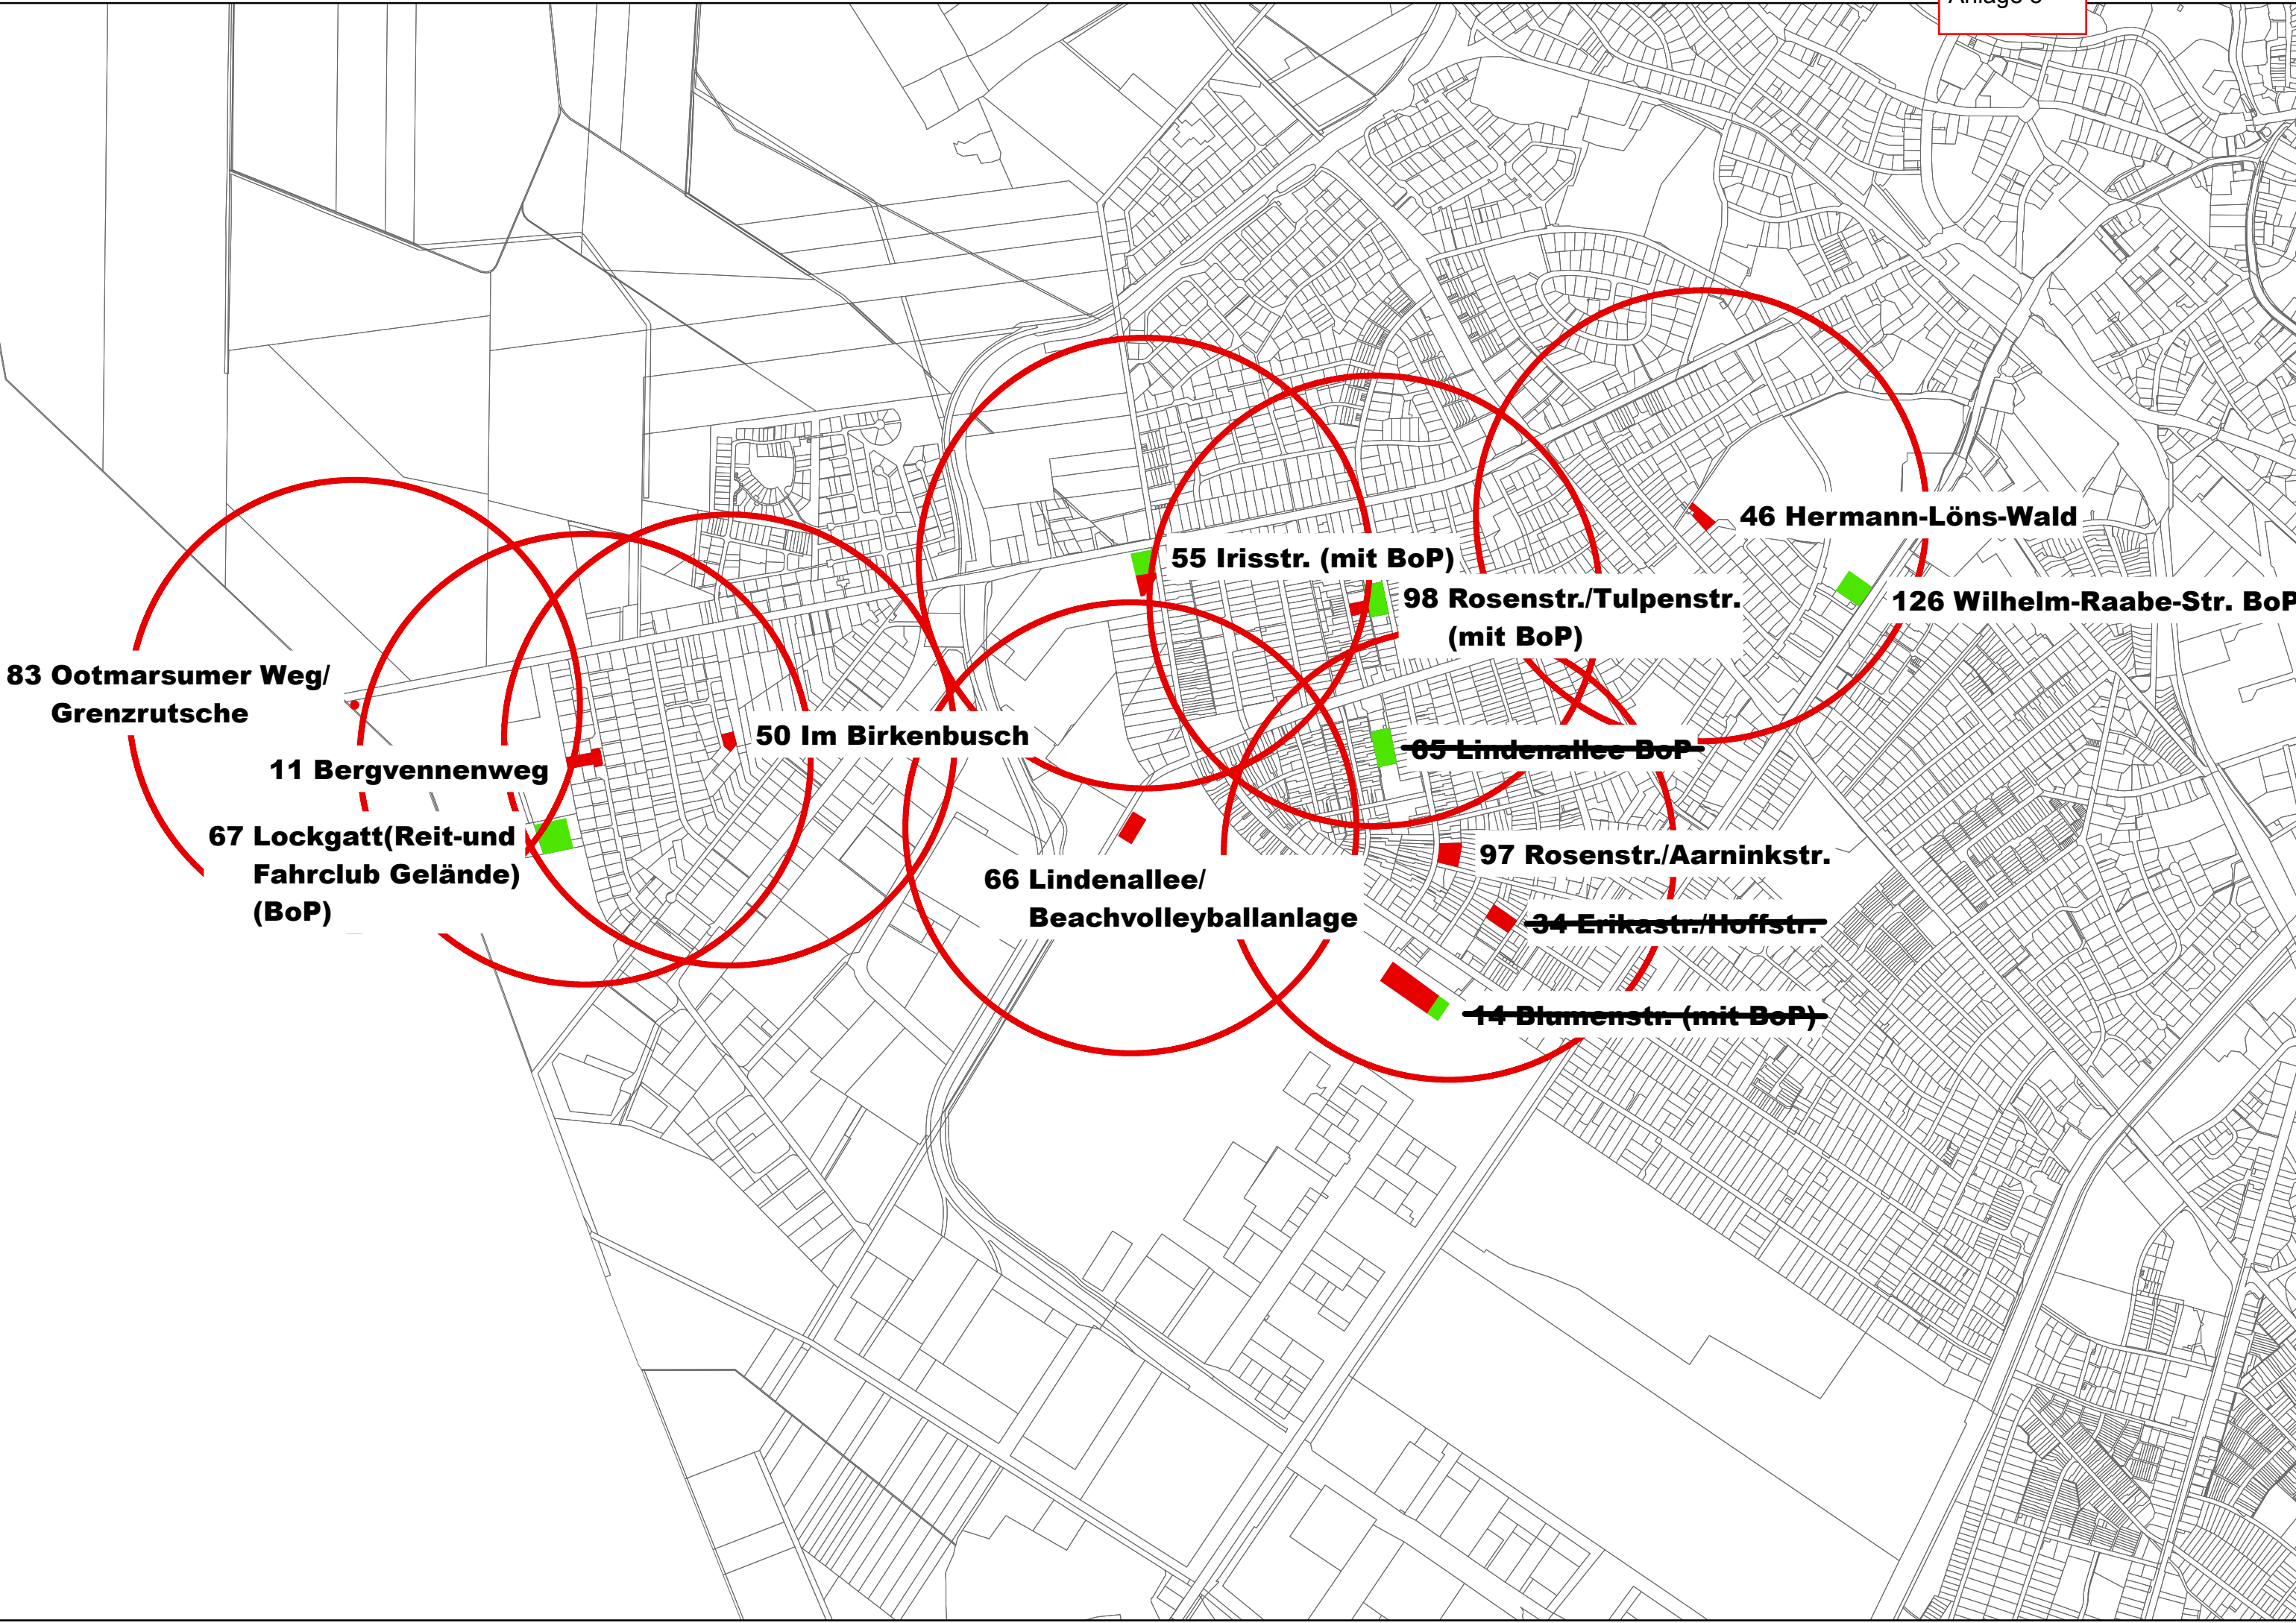 46 Hermann-Löns-Wald
55 Irisstr. (mit BoP)
98 Rosenstr./Tulpenstr.
(mit BoP)
126 Wilhelm-Raabe-Str. BoP
83 Ootmarsumer Weg/
Grenzrutsche
50 Im Birkenbusch
65 Lindenallee BoP
11 Bergvennenweg
67 Lockgatt(Reit-und
Fahrclub Gelände)
(BoP)
97 Rosenstr./Aarninkstr.
66 Lindenallee/
Beachvolleyballanlage
34 Erikastr./Hoffstr.
14 Blumenstr. (mit BoP)